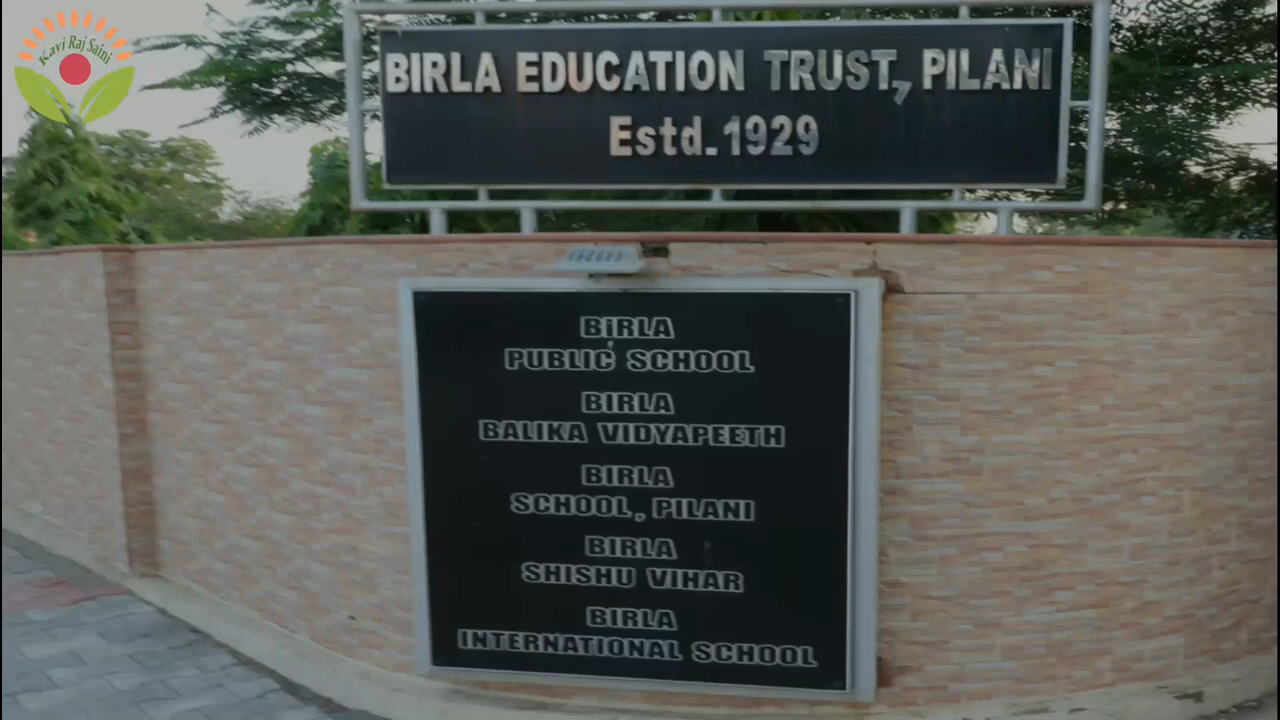 Kavi Raj Saini
BIRLA EDUCATION TRUST, PILANI
Estd.1929
BIRLA
PUBLIC SCHOOL
BIRLA
BALIKA VIDYAPEETH
BIRLA
SCHOOL, PILANI
BIRLA
SHISHU VIHAR
BIRLA
INTERNATIONAL SCHOOL